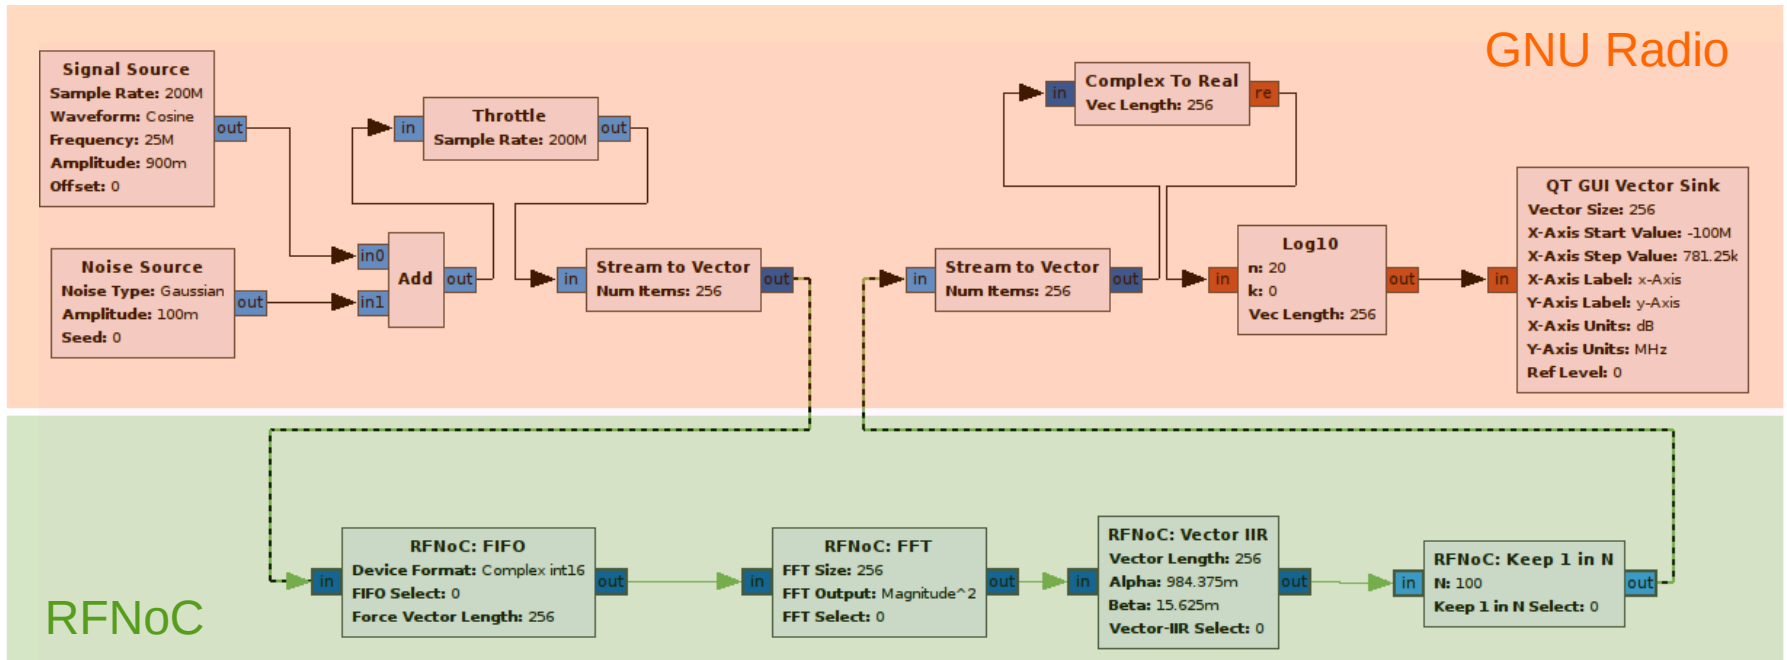 GNU Radio
Signal Source
Sample Rate: 200M
Waveform: Cosine
Frequency: 25M
Amplitude: 900m
Offset: 0
out
Noise Source
Noise Type: Gaussian
Amplitude: 100m
Seed: 0
out
in0
in1
Add
out
in
Throttle
Sample Rate: 200M
out
in
Stream to Vector
Num Items: 256
out
in
Stream to Vector
Num Items: 256
out
in
Complex To Real
Vec Length: 256
re
in
Log10
n: 20
k: 0
Vec Length: 256
out
in
QT GUI Vector Sink
Vector Size: 256
X-Axis Start Value: -100M
X-Axis Step Value: 781.25k
X-Axis Label: x-Axis
Y-Axis Label: y-Axis
X-Axis Units: dB
Y-Axis Units: MHz
Ref Level: 0
RFNoC
in
RFNoC: FIFO
Device Format: Complex int16
FIFO Select: 0
Force Vector Length: 256
out
in
RFNoC: FFT
FFT Size: 256
FFT Output: Magnitude^2
FFT Select: 0
out
in
RFNoC: Vector IIR
Vector Length: 256
Alpha: 984.375m
Beta: 15.625m
Vector-IIR Select: 0
out
in
RFNoC: Keep 1 in N
N: 100
Keep 1 in N Select: 0
out